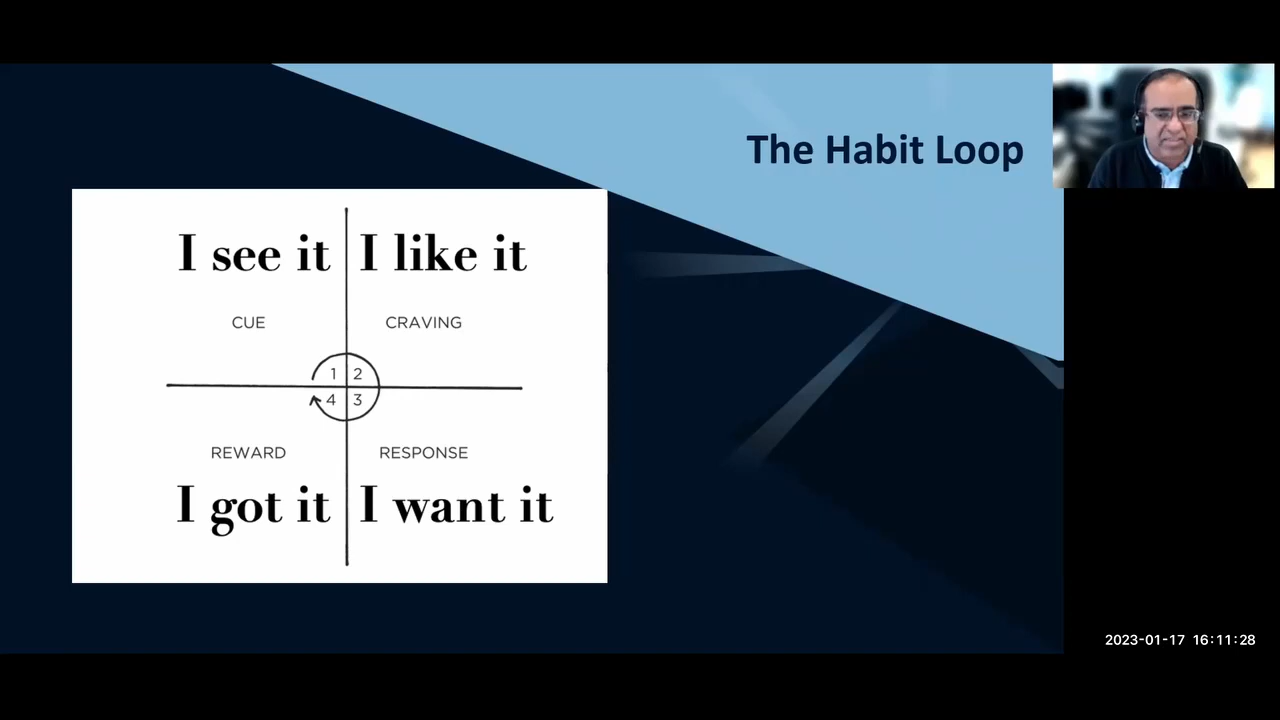 The Habit Loop
I see it
I like it
CUE
CRAVING
1 2
4 3
REWARD
RESPONSE
I got it
I want it
2023-01-17 16:11:28